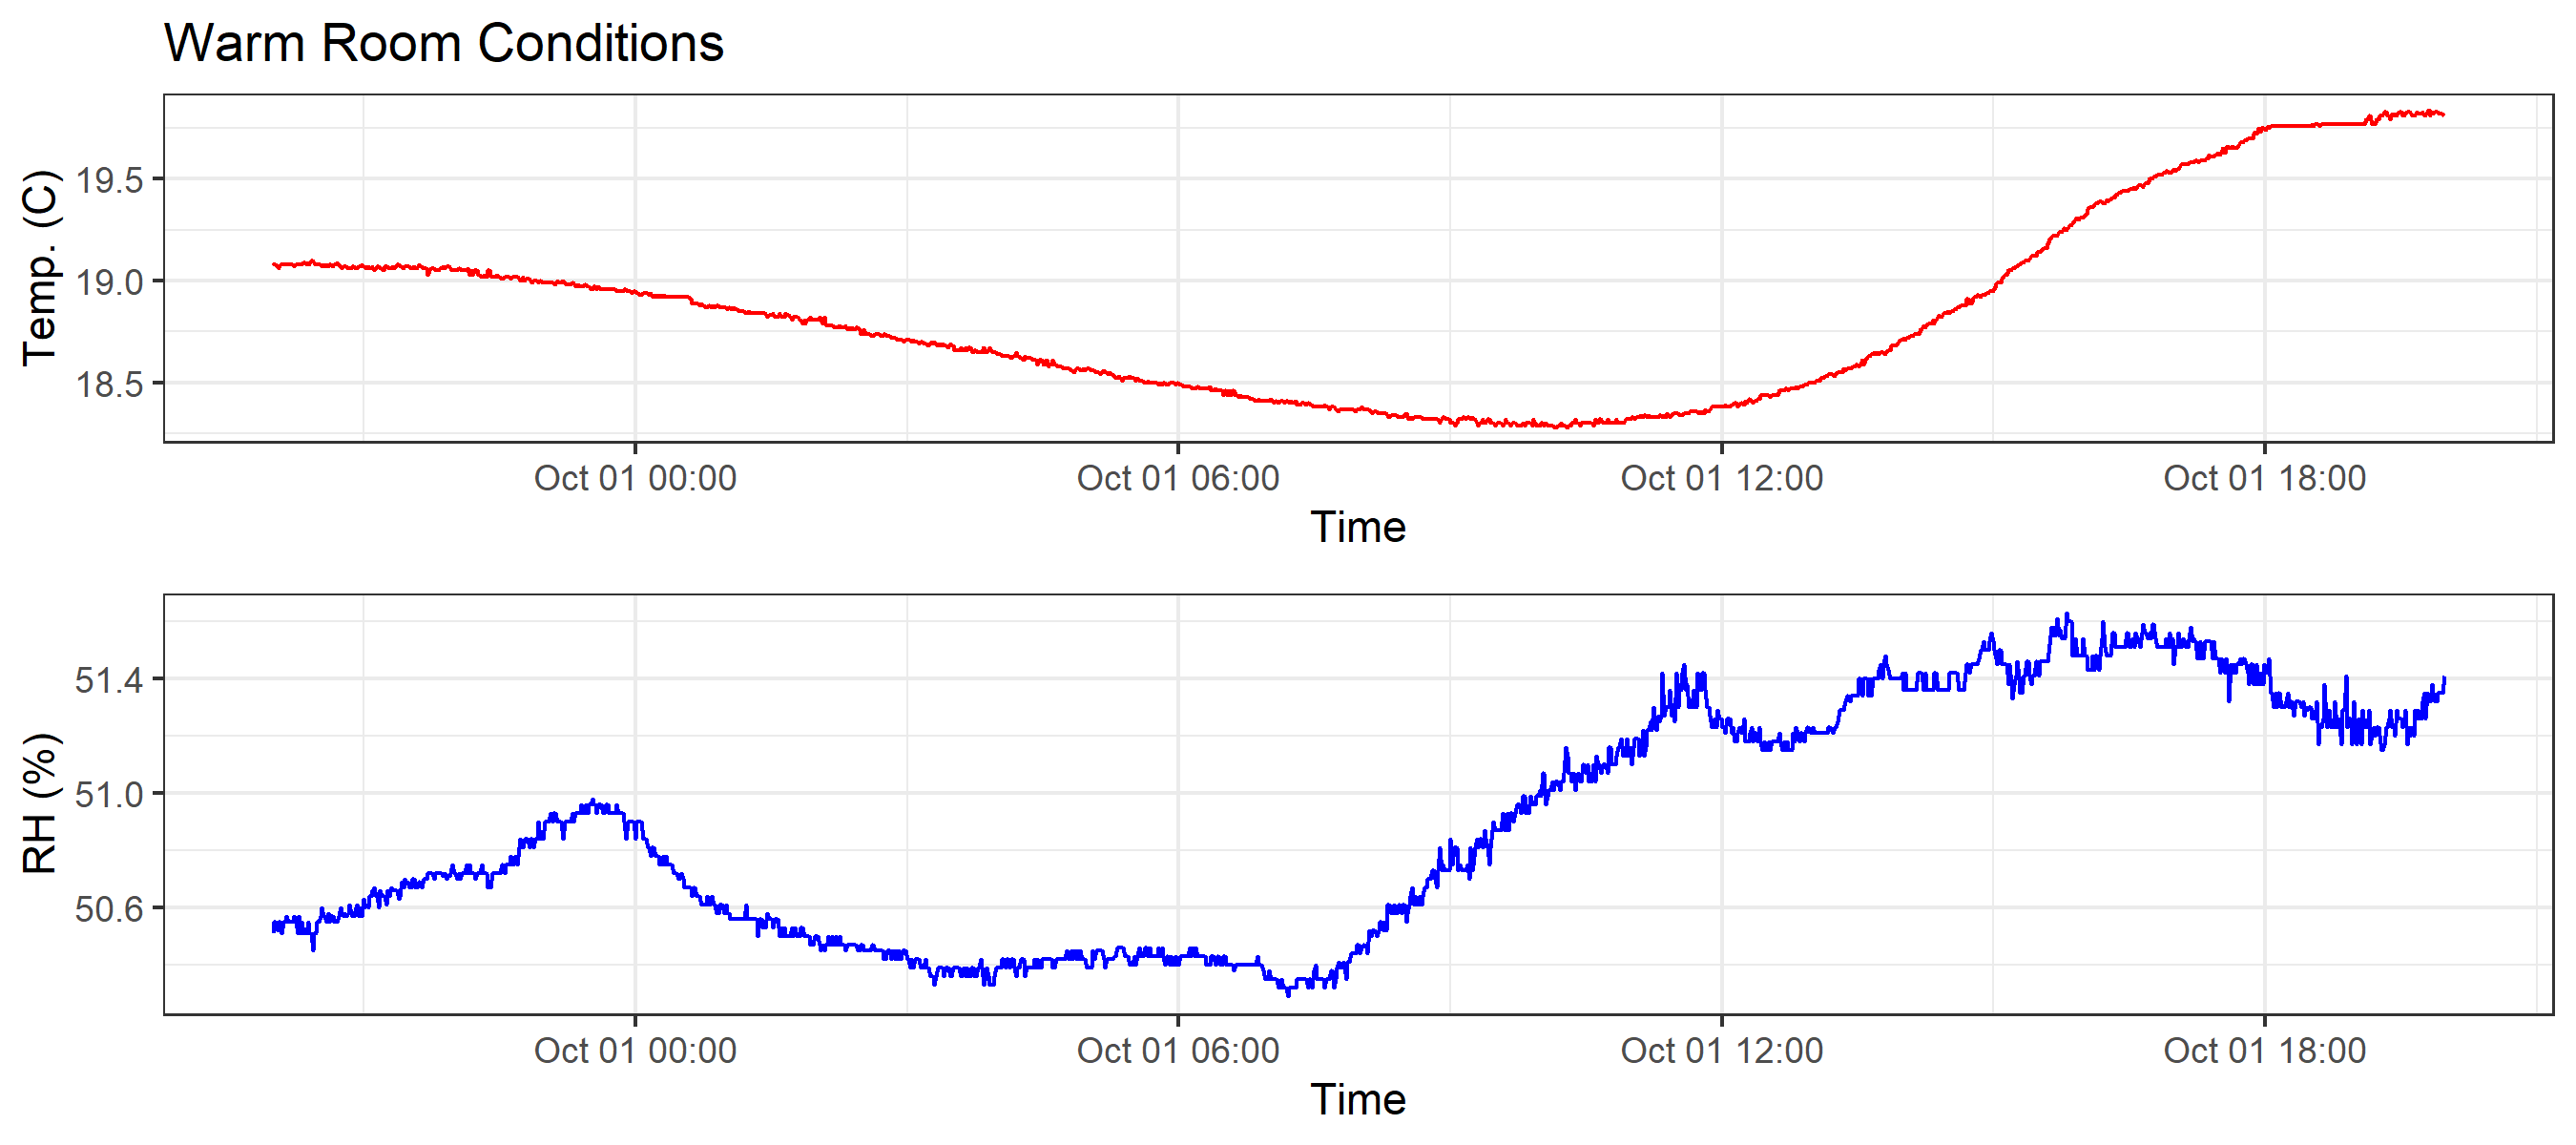 Warm Room Conditions
Temp. (C)
19.5
19.0
18.5
Oct 01 00:00 Oct 01 06:00 Oct 01 12:00 Oct 01 18:00
Time
RH (%)
51.4
51.0
50.6
Oct 01 00:00 Oct 01 06:00 Oct 01 12:00 Oct 01 18:00
Time